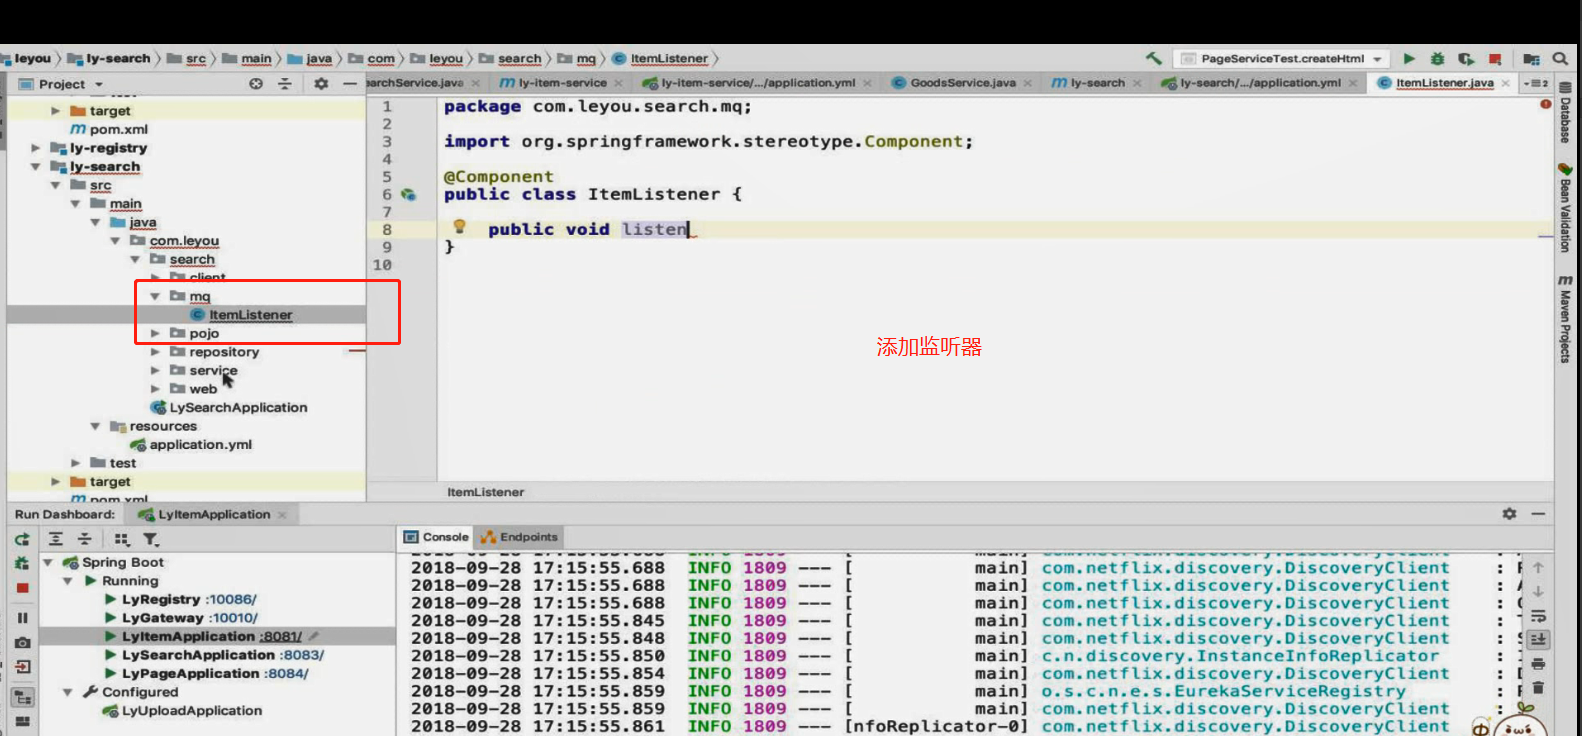 leyou ly-search src main java com leyou search mq ItemListener PageServiceTest.createHtml
Project
archService.java ly-item-service ly-item-service/.../application.yml GoodsService.java ly-search ly-search/.../application.yml ItemListener.java
target
pom.xml
ly-registry
ly-search
src
main
java
com.leyou
search
client
mq
ItemListener
pojo
repository
service
web
LySearchApplication
resources
application.yml
test
target
pom.xml
1 package com.leyou.search.mq;
2
3 import org.springframework.stereotype.Component;
4
5 @Component
6 public class ItemListener {
7
8 public void listen
9 }
10
添加监听器
ItemListener
Database
Bean Validation
Maven Projects
Run Dashboard: LyItemApplication
Console Endpoints
Spring Boot
Running
LyRegistry :10086/
LyGateway :10010/
LyItemApplication :8081/
LySearchApplication :8083/
LyPageApplication :8084/
Configured
LyUploadApplication
2018-09-28 17:15:55.688 INFO 1809 --- [ main] com.netflix.discovery.DiscoveryClient :
2018-09-28 17:15:55.688 INFO 1809 --- [ main] com.netflix.discovery.DiscoveryClient :
2018-09-28 17:15:55.688 INFO 1809 --- [ main] com.netflix.discovery.DiscoveryClient :
2018-09-28 17:15:55.845 INFO 1809 --- [ main] com.netflix.discovery.DiscoveryClient :
2018-09-28 17:15:55.848 INFO 1809 --- [ main] com.netflix.discovery.DiscoveryClient :
2018-09-28 17:15:55.850 INFO 1809 --- [ main] c.n.discovery.InstanceInfoReplicator :
2018-09-28 17:15:55.854 INFO 1809 --- [ main] com.netflix.discovery.DiscoveryClient :
2018-09-28 17:15:55.859 INFO 1809 --- [ main] o.s.c.n.e.s.EurekaServiceRegistry :
2018-09-28 17:15:55.859 INFO 1809 --- [ main] com.netflix.discovery.DiscoveryClient :
2018-09-28 17:15:55.861 INFO 1809 --- [nfoReplicator-0] com.netflix.discovery.DiscoveryClient